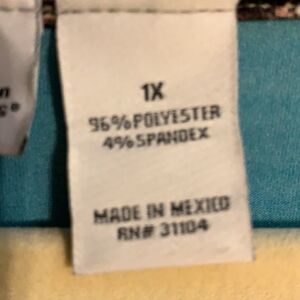 1X
96% POLYESTER
4% SPANDEX
MADE IN MEXICO
RN# 31104